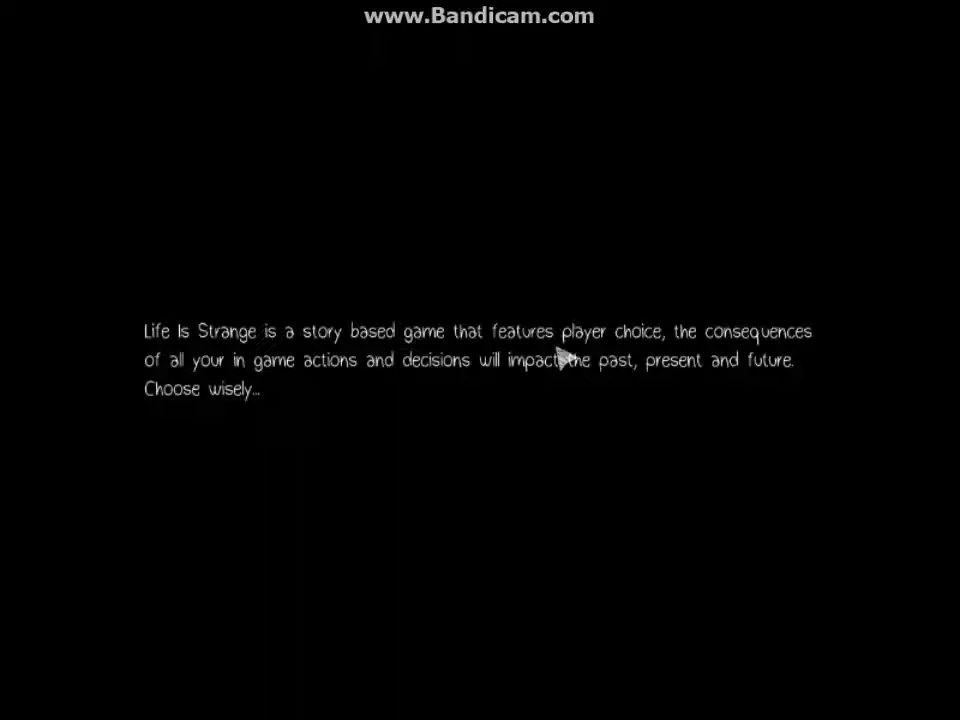 www.Bandicam.com
Life Is Strange is a story based game that features player choice, the consequences
of all your in game actions and decisions will impact the past, present and future.
Choose wisely...